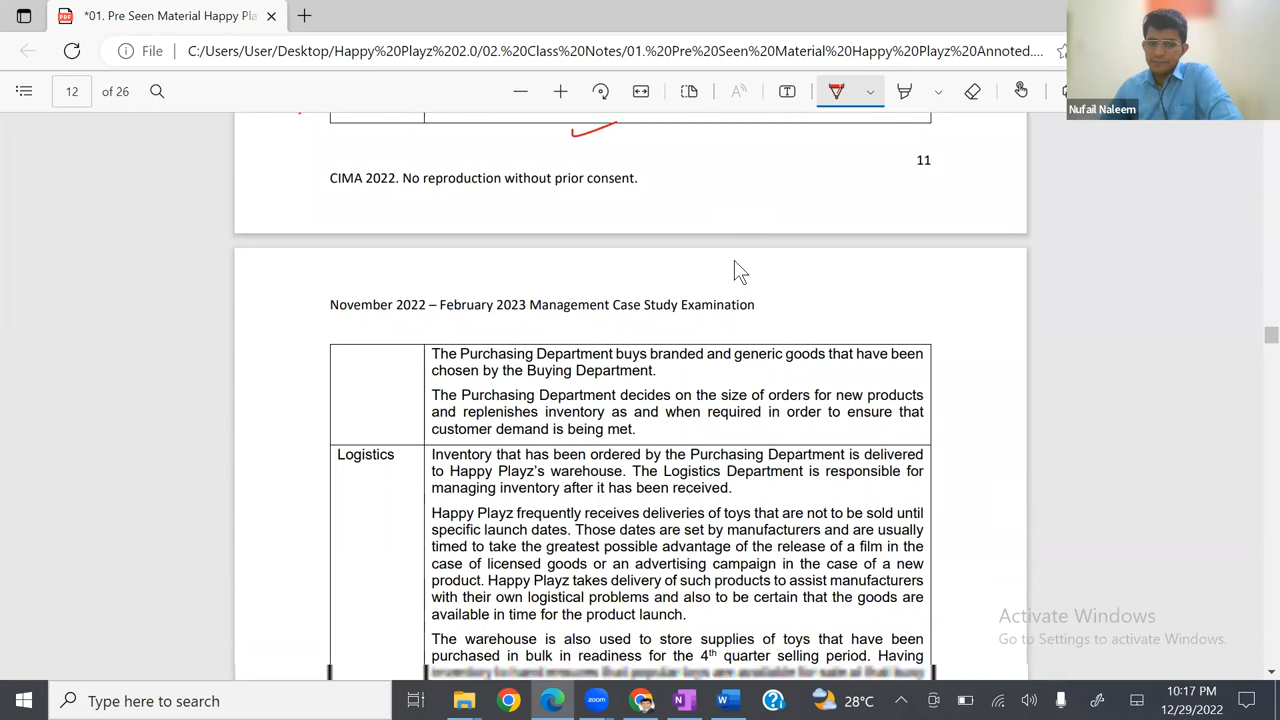 *01. Pre Seen Material Happy Pla
File
C:/Users/User/Desktop/Happy%20Playz%202.0/02.%20Class%20Notes/01.%20Pre%20Seen%20Material%20Happy%20Playz%20Annoted....
12 of 26
Nufail Naleem
11
CIMA 2022. No reproduction without prior consent.
November 2022 – February 2023 Management Case Study Examination
The Purchasing Department buys branded and generic goods that have been
chosen by the Buying Department.
The Purchasing Department decides on the size of orders for new products
and replenishes inventory as and when required in order to ensure that
customer demand is being met.
Logistics
Inventory that has been ordered by the Purchasing Department is delivered
to Happy Playz's warehouse. The Logistics Department is responsible for
managing inventory after it has been received.
Happy Playz frequently receives deliveries of toys that are not to be sold until
specific launch dates. Those dates are set by manufacturers and are usually
timed to take the greatest possible advantage of the release of a film in the
case of licensed goods or an advertising campaign in the case of a new
product. Happy Playz takes delivery of such products to assist manufacturers
with their own logistical problems and also to be certain that the goods are
available in time for the product launch.
The warehouse is also used to store supplies of toys that have been
purchased in bulk in readiness for the 4th quarter selling period. Having
Activate Windows
Go to Settings to activate Windows.
Type here to search
zoom
28°C
10:17 PM
12/29/2022